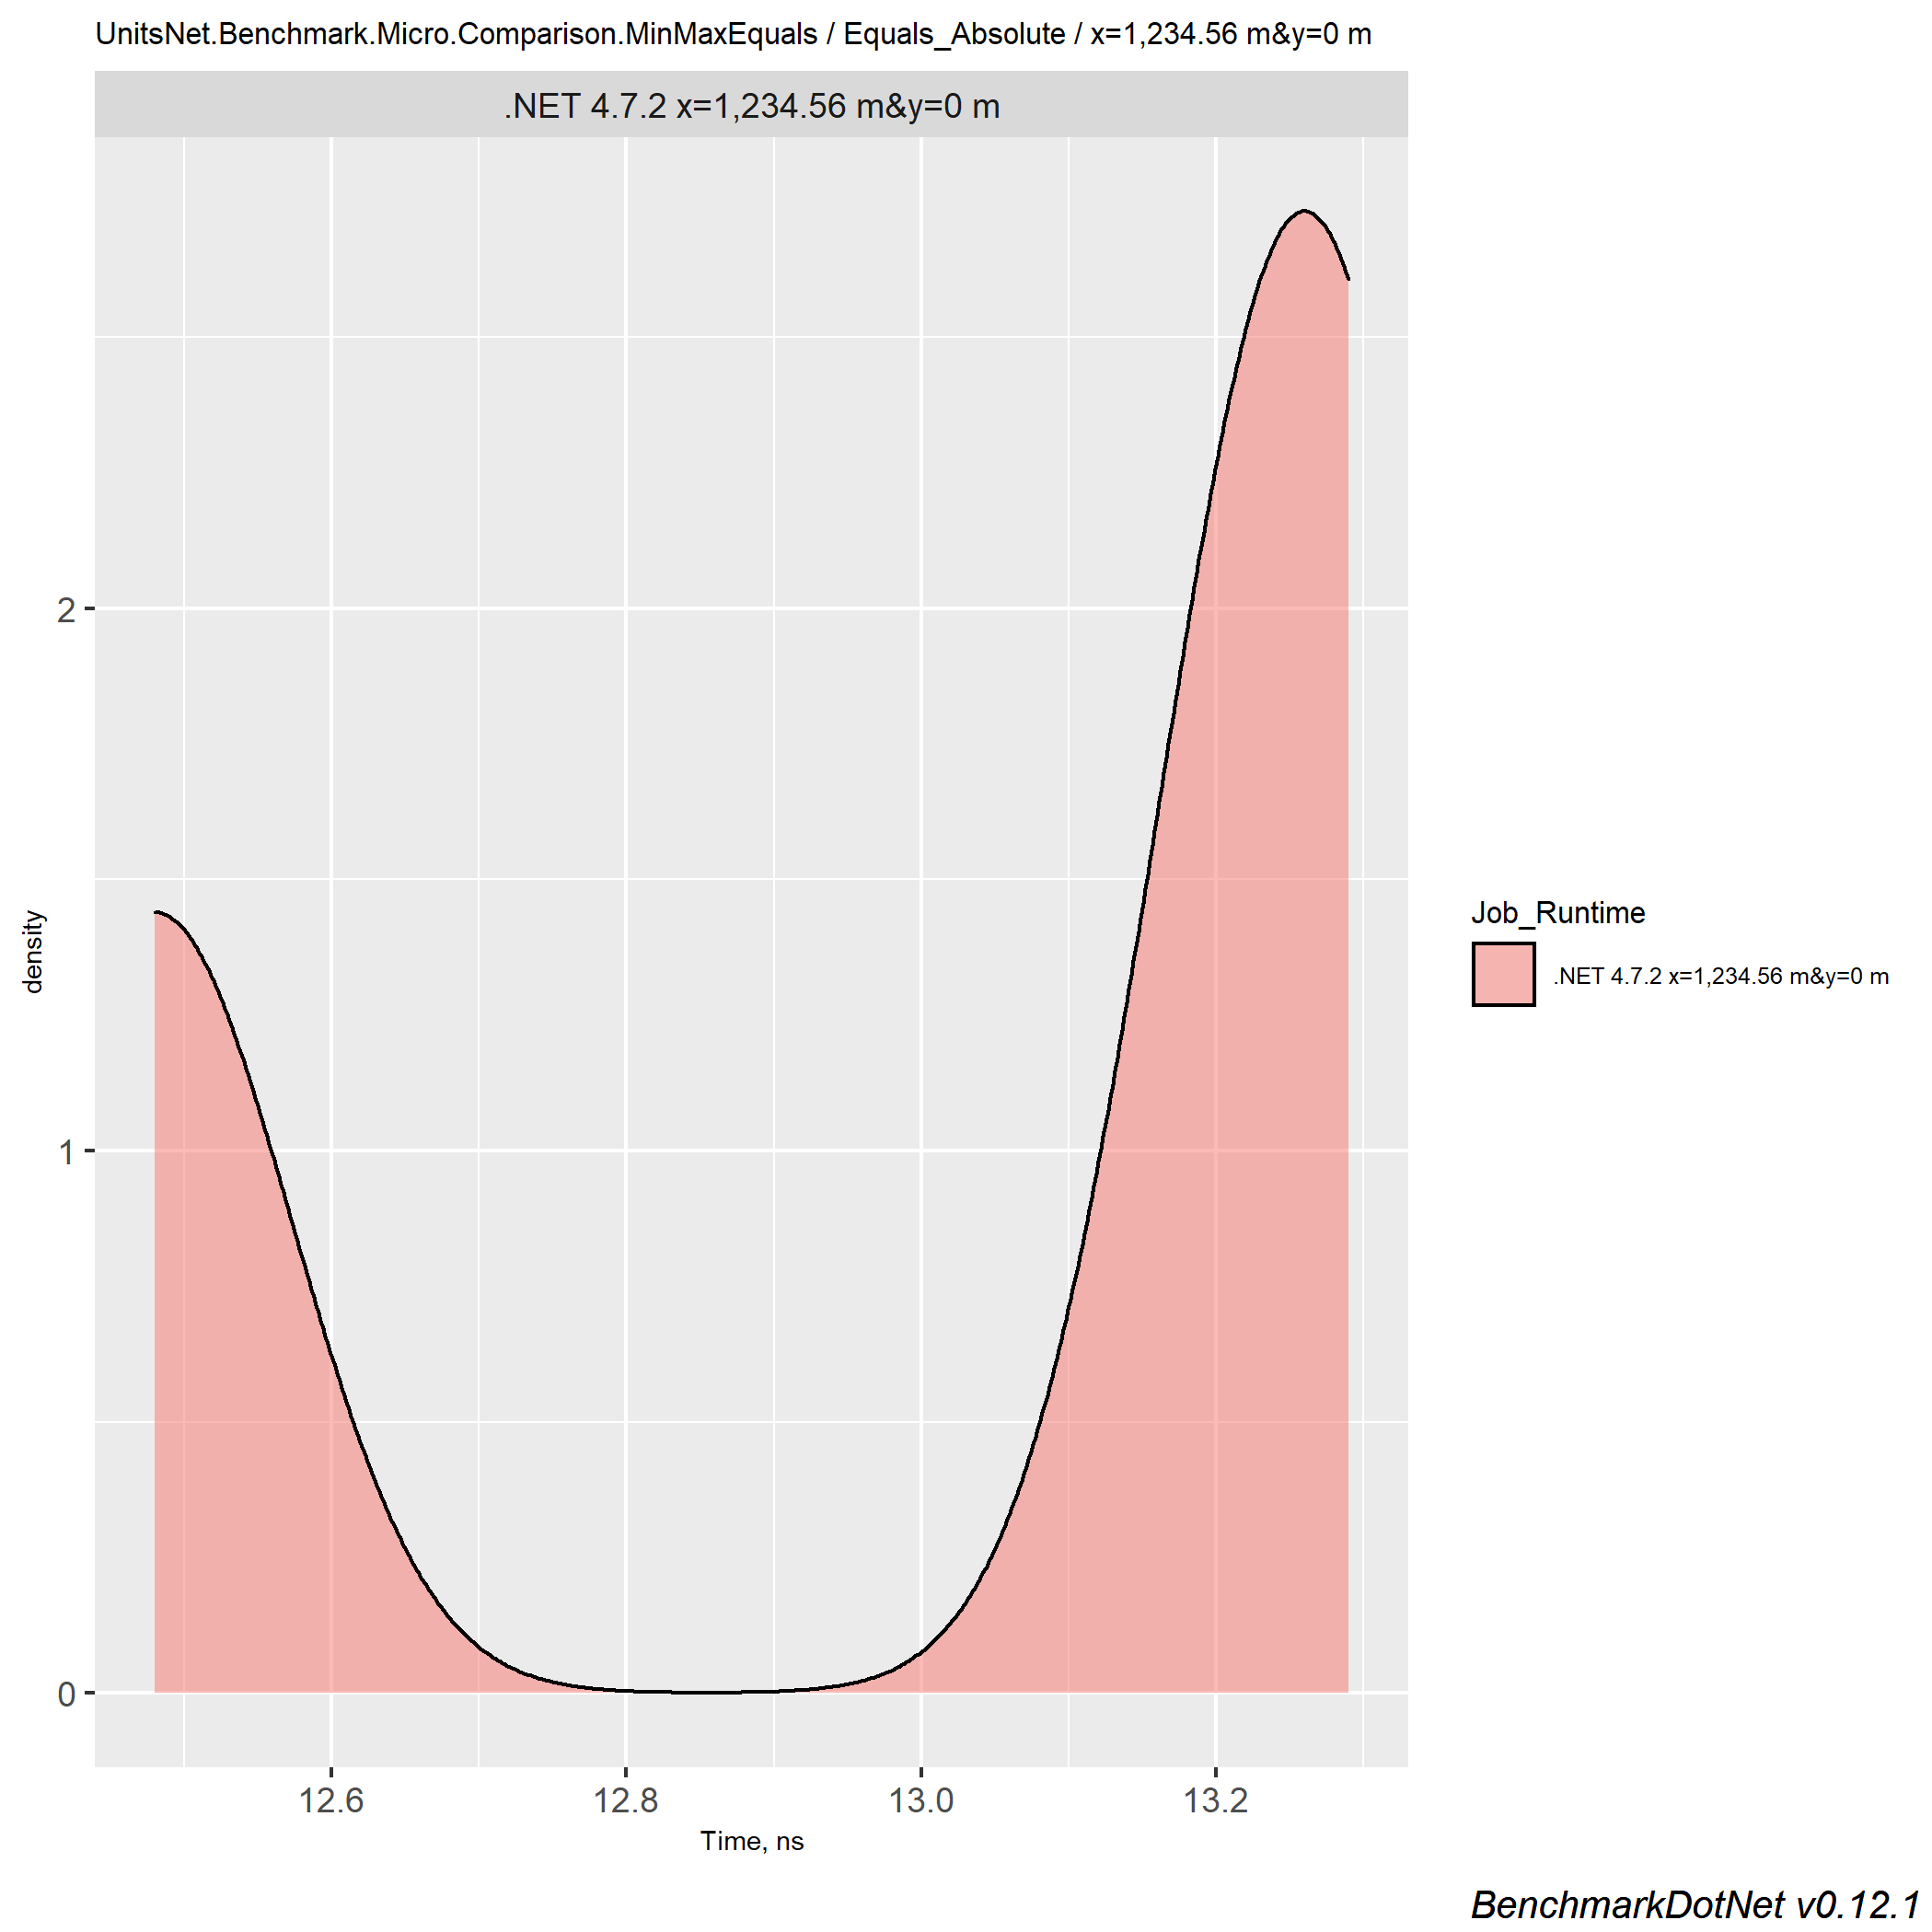 UnitsNet.Benchmark.Micro.Comparison.MinMaxEquals / Equals_Absolute / x=1,234.56 m&y=0 m
.NET 4.7.2 x=1,234.56 m&y=0 m
2
1
0
density
12.6 12.8 13.0 13.2
Time, ns
Job_Runtime
.NET 4.7.2 x=1,234.56 m&y=0 m
BenchmarkDotNet v0.12.1